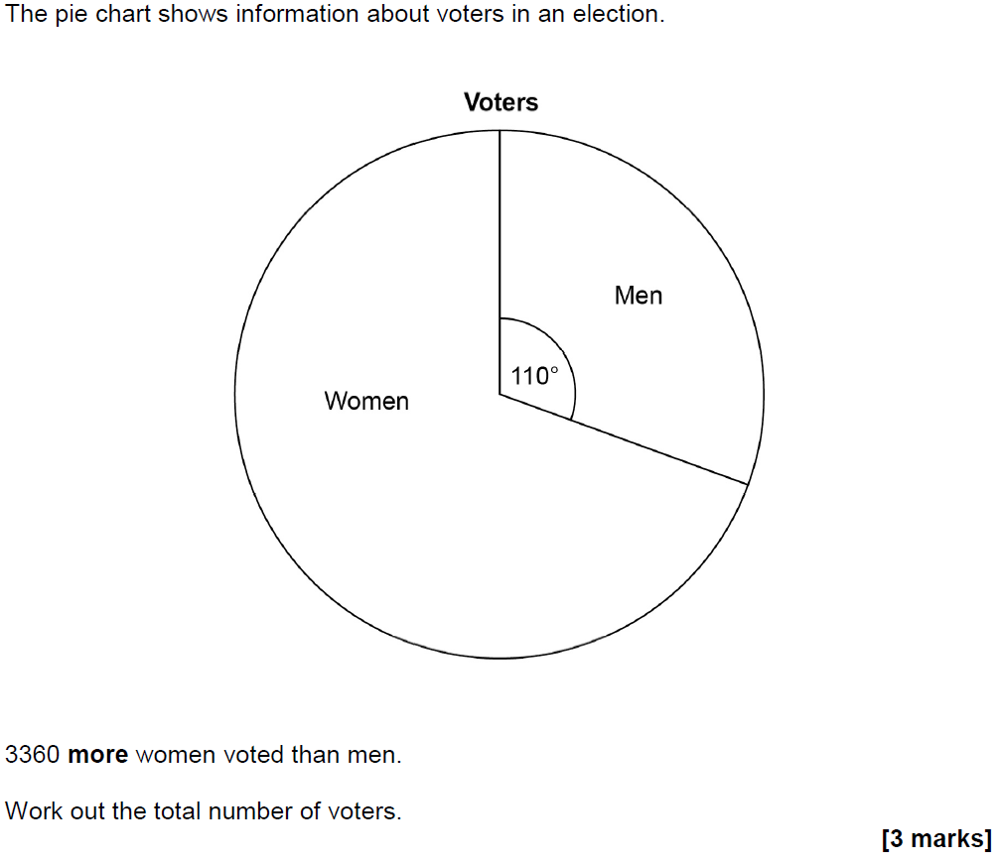 The pie chart shows information about voters in an election.
Voters
Men
110°
Women
3360 more women voted than men.
Work out the total number of voters.
[3 marks]